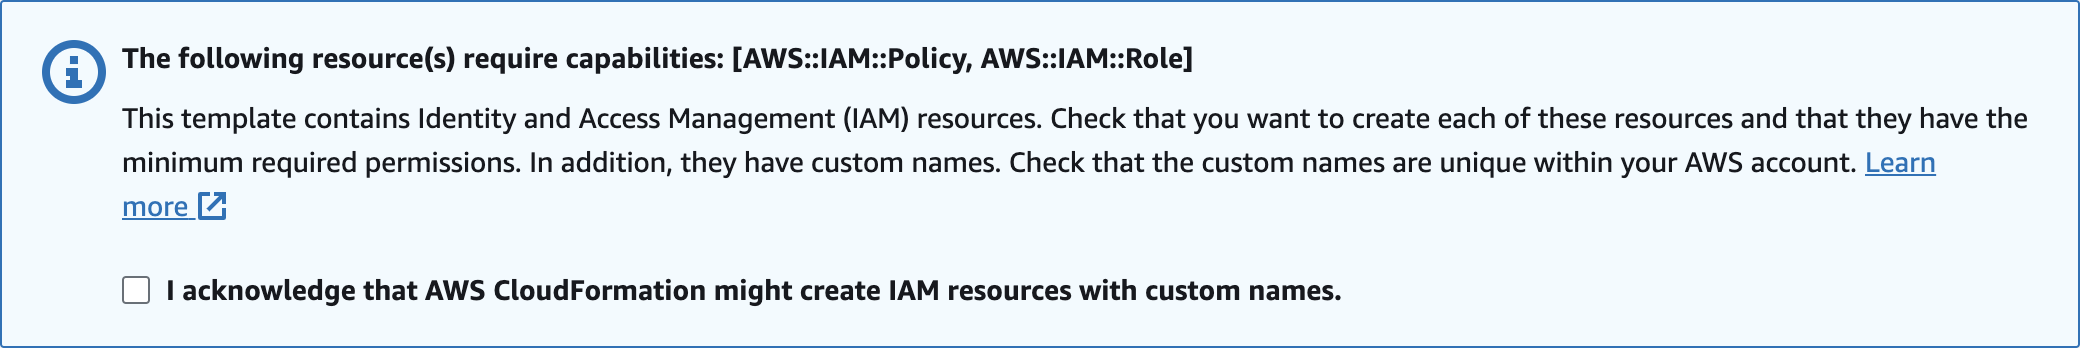 The following resource(s) require capabilities: [AWS::IAM::Policy, AWS::IAM::Role]
This template contains Identity and Access Management (IAM) resources. Check that you want to create each of these resources and that they have the
minimum required permissions. In addition, they have custom names. Check that the custom names are unique within your AWS account. Learn
more
I acknowledge that AWS CloudFormation might create IAM resources with custom names.